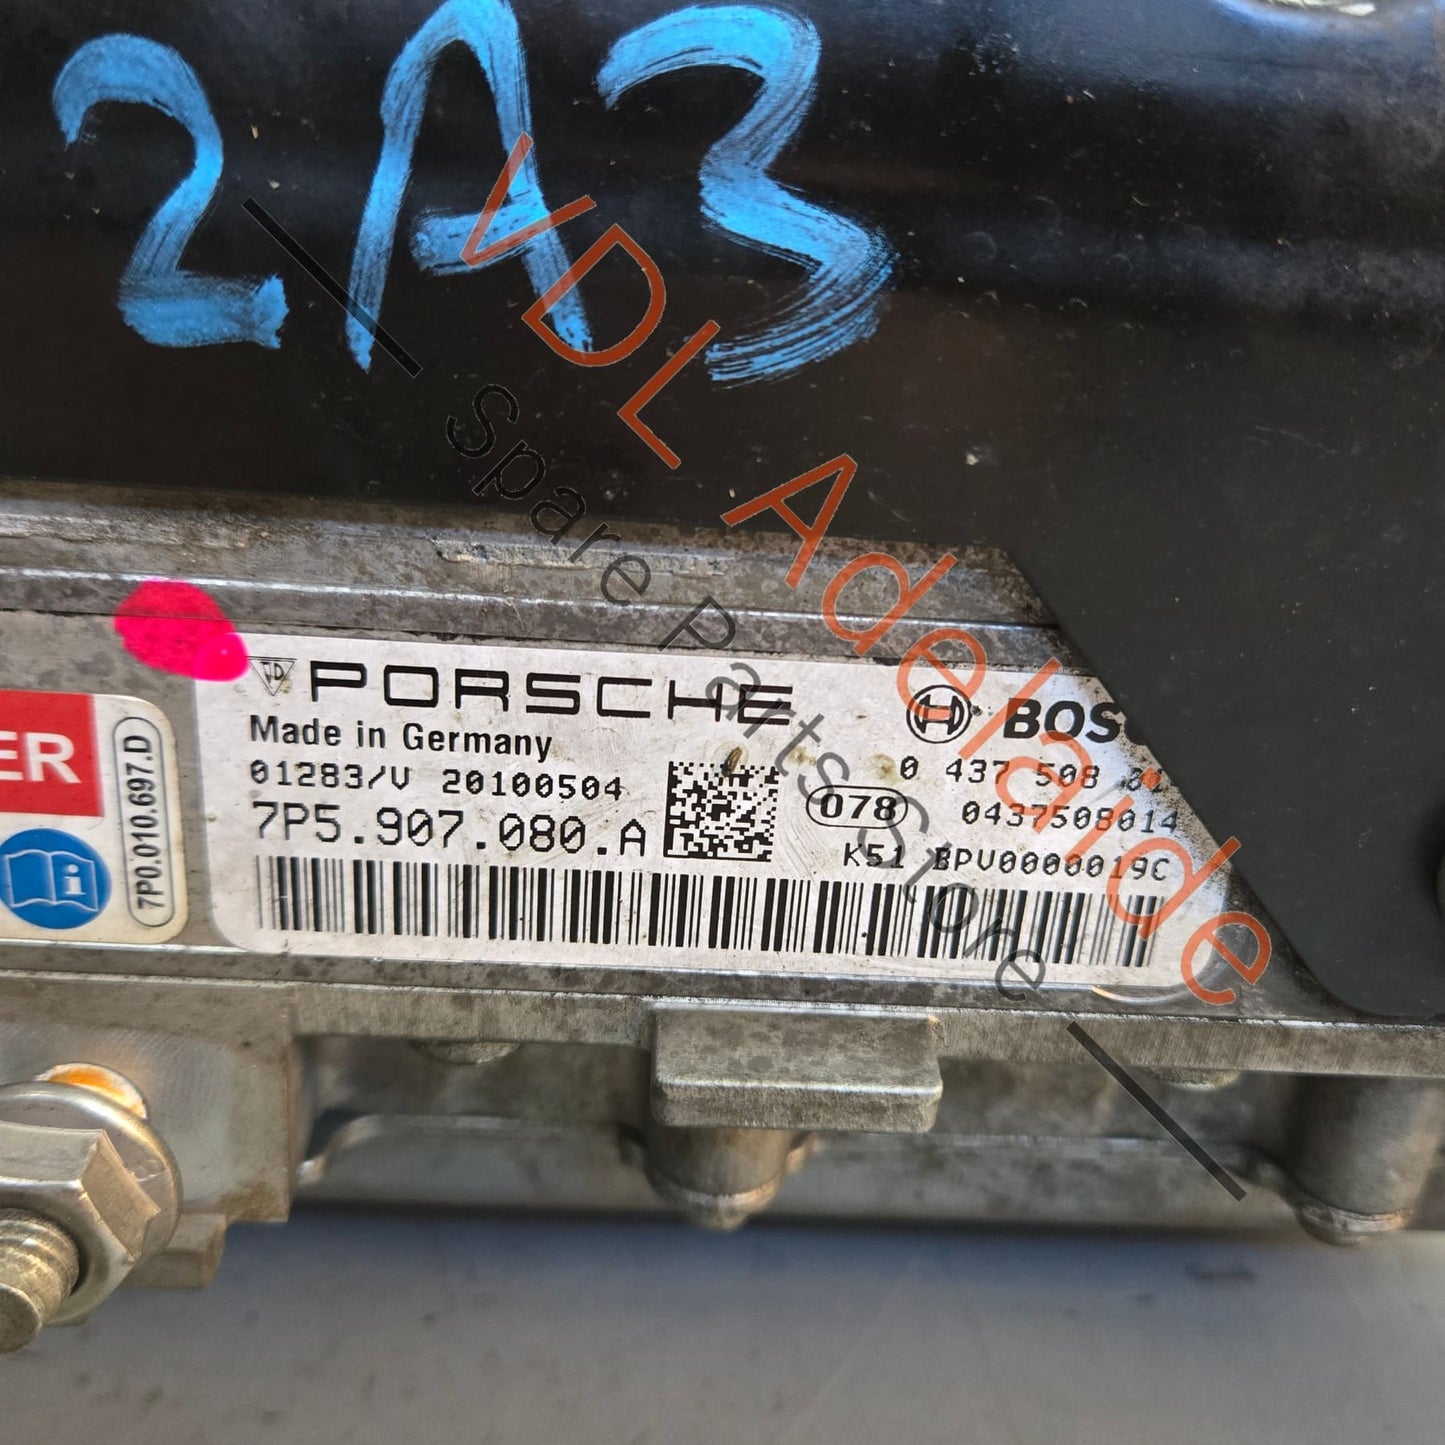 2A3
VDL Adelaide
Spare Parts Store
ER
7P0.010.697.D
PORSCHE
Made in Germany
01283/V 20100504
7P5.907.080.A
BOSC
0 437 508
078
0437508014
K51 BPV0000019C